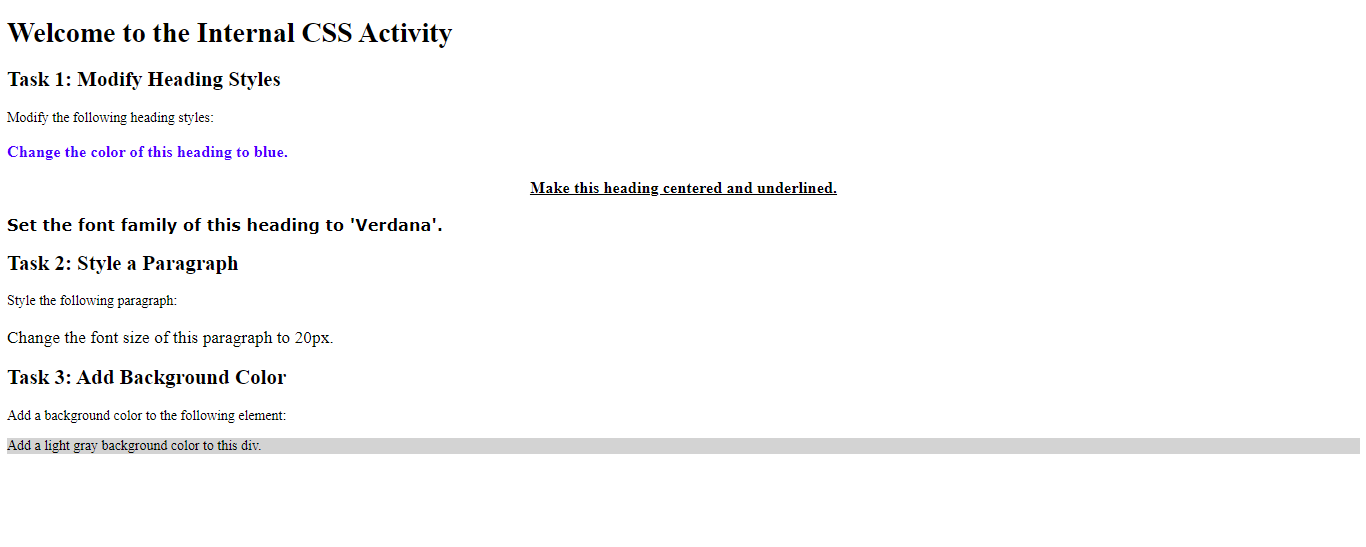 Welcome to the Internal CSS Activity
Task 1: Modify Heading Styles
Modify the following heading styles:
Change the color of this heading to blue.
Make this heading centered and underlined.
Set the font family of this heading to 'Verdana'.
Task 2: Style a Paragraph
Style the following paragraph:
Change the font size of this paragraph to 20px.
Task 3: Add Background Color
Add a background color to the following element:
Add a light gray background color to this div.